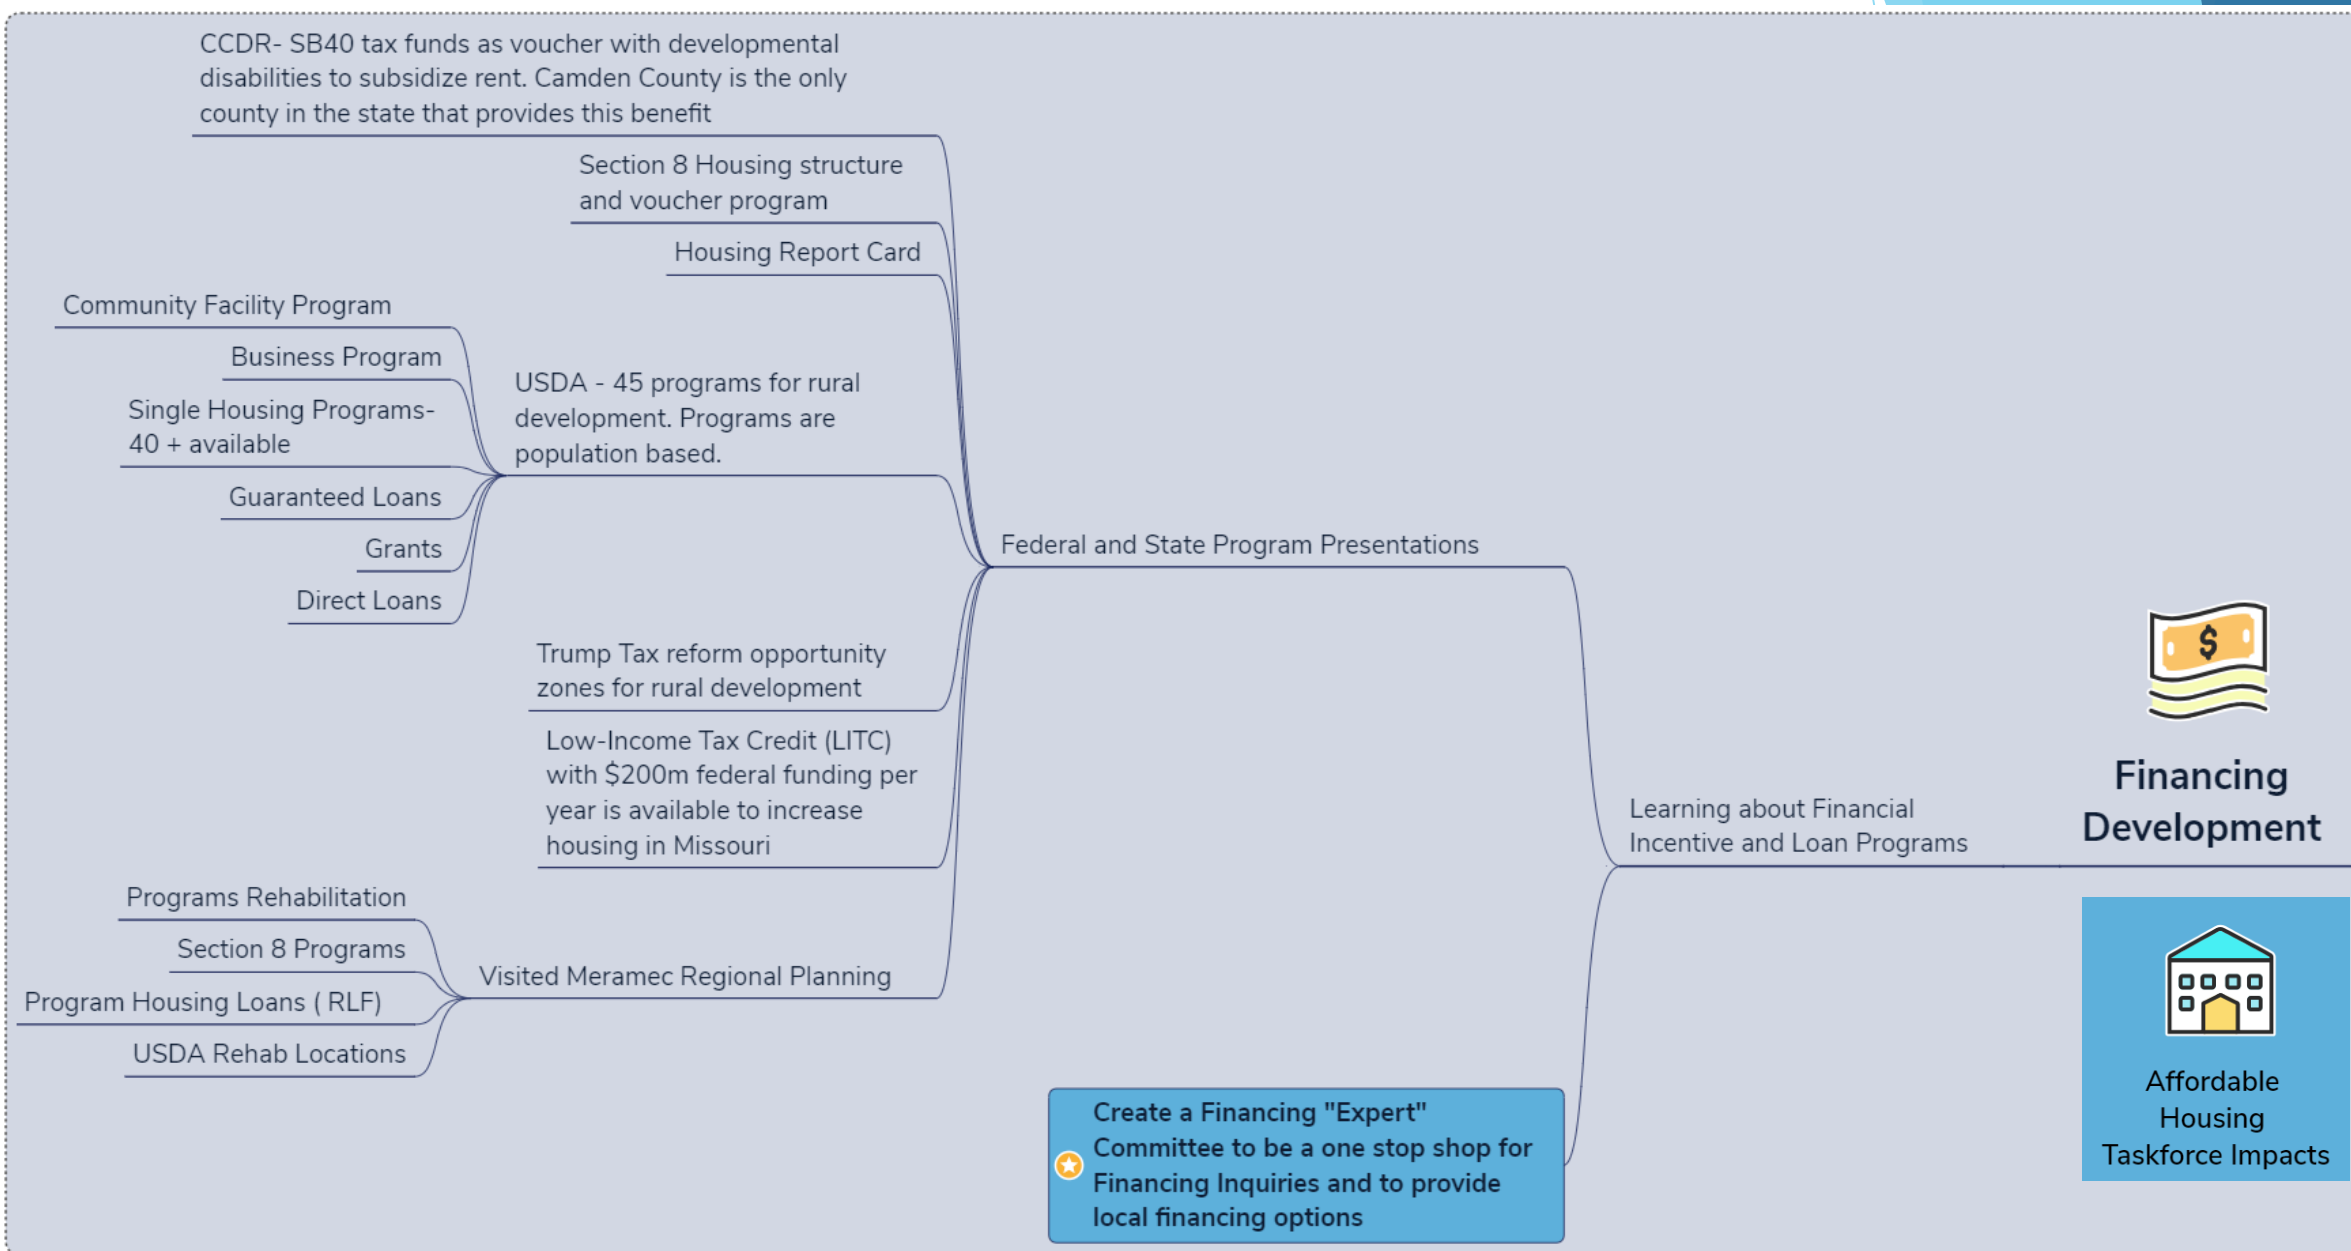 CCDR- SB40 tax funds as voucher with developmental
disabilities to subsidize rent. Camden County is the only
county in the state that provides this benefit
Section 8 Housing structure
and voucher program
Housing Report Card
Community Facility Program
Business Program
Single Housing Programs-
40 + available
Guaranteed Loans
Grants
Direct Loans
USDA - 45 programs for rural
development. Programs are
population based.
Trump Tax reform opportunity
zones for rural development
Low-Income Tax Credit (LITC)
with $200m federal funding per
year is available to increase
housing in Missouri
Programs Rehabilitation
Section 8 Programs
Program Housing Loans ( RLF)
USDA Rehab Locations
Visited Meramec Regional Planning
Federal and State Program Presentations
Create a Financing "Expert"
Committee to be a one stop shop for
Financing Inquiries and to provide
local financing options
Learning about Financial
Incentive and Loan Programs
$
Financing
Development
Affordable
Housing
Taskforce Impacts